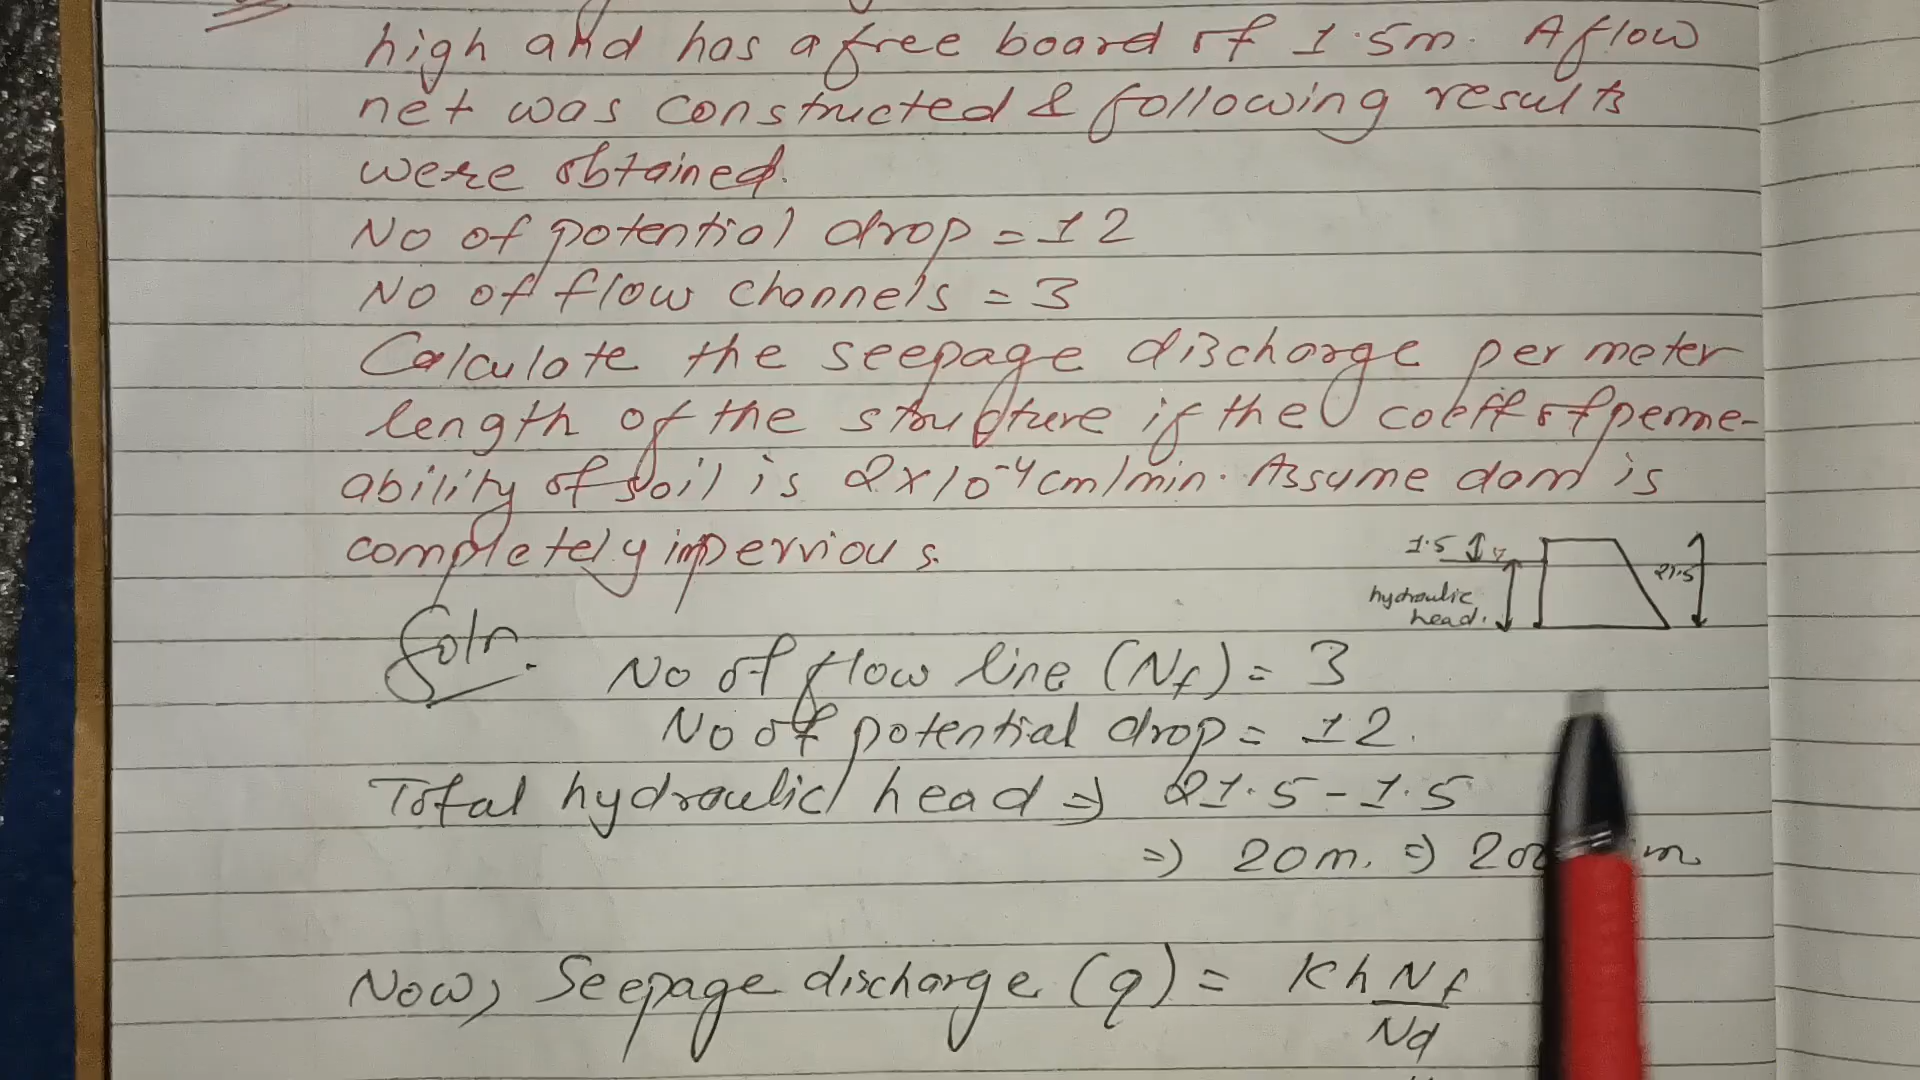 high and has a free board of 1.5m. A flow
net was constructed & following results
were obtained.
No of potential drop = 12
No of flow channels = 3
Calculate the seepage discharge per meter
length of the structure if the coeff of perme-
ability of soil is 2×10⁻⁴ cm/min. Assume dam is
completely impervious.
1.5
21.5
hydraulic
head.
Soln.
No of flow line (Nf) = 3
No of potential drop = 12.
Total hydraulic head ⇒ 21.5 - 1.5
⇒ 20m. ⇒
Now, Seepage discharge (q) = KhNf
Nd